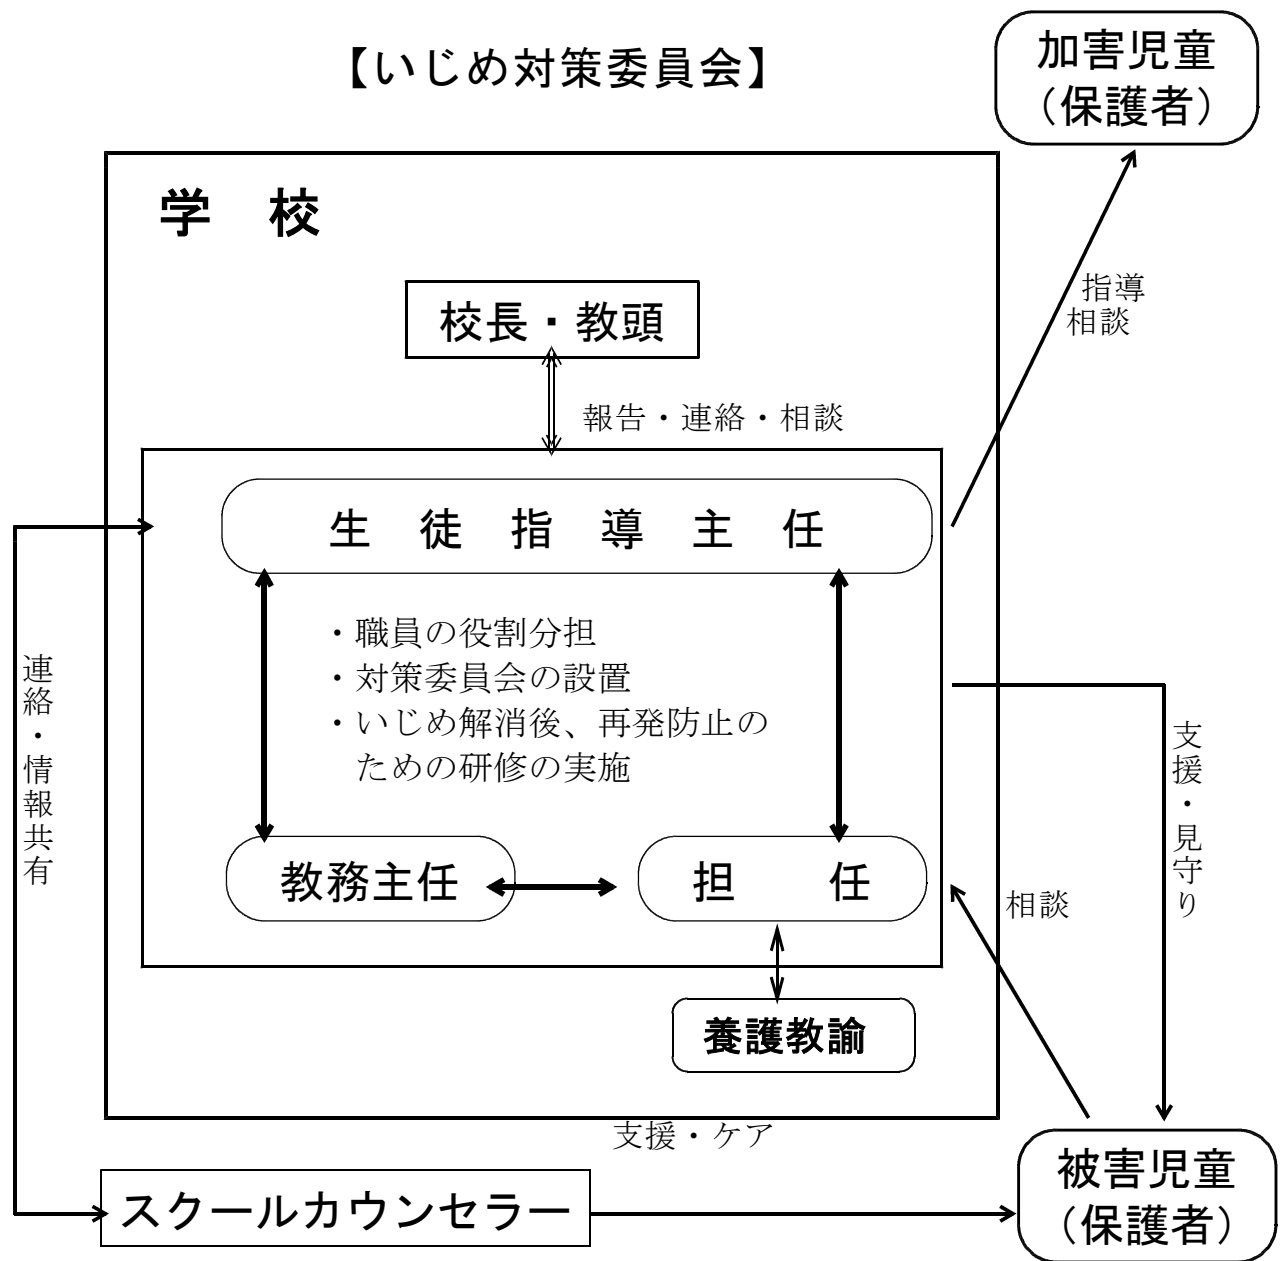 【いじめ対策委員会】
加害児童
（保護者）
学　校
校長・教頭
指導
相談
報告・連絡・相談
生　徒　指　導　主　任
・職員の役割分担
・対策委員会の設置
・いじめ解消後、再発防止の
ための研修の実施
連絡・情報共有
支援・見守り
教務主任
担　　任
相談
養護教諭
支援・ケア
スクールカウンセラー
被害児童
（保護者）